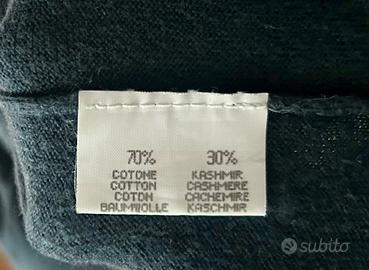 70% 30%
COTONE KASHMIR
COTTON CASHMERE
COTON CACHEMIRE
BAUMWOLLE KASCHMIR
subito